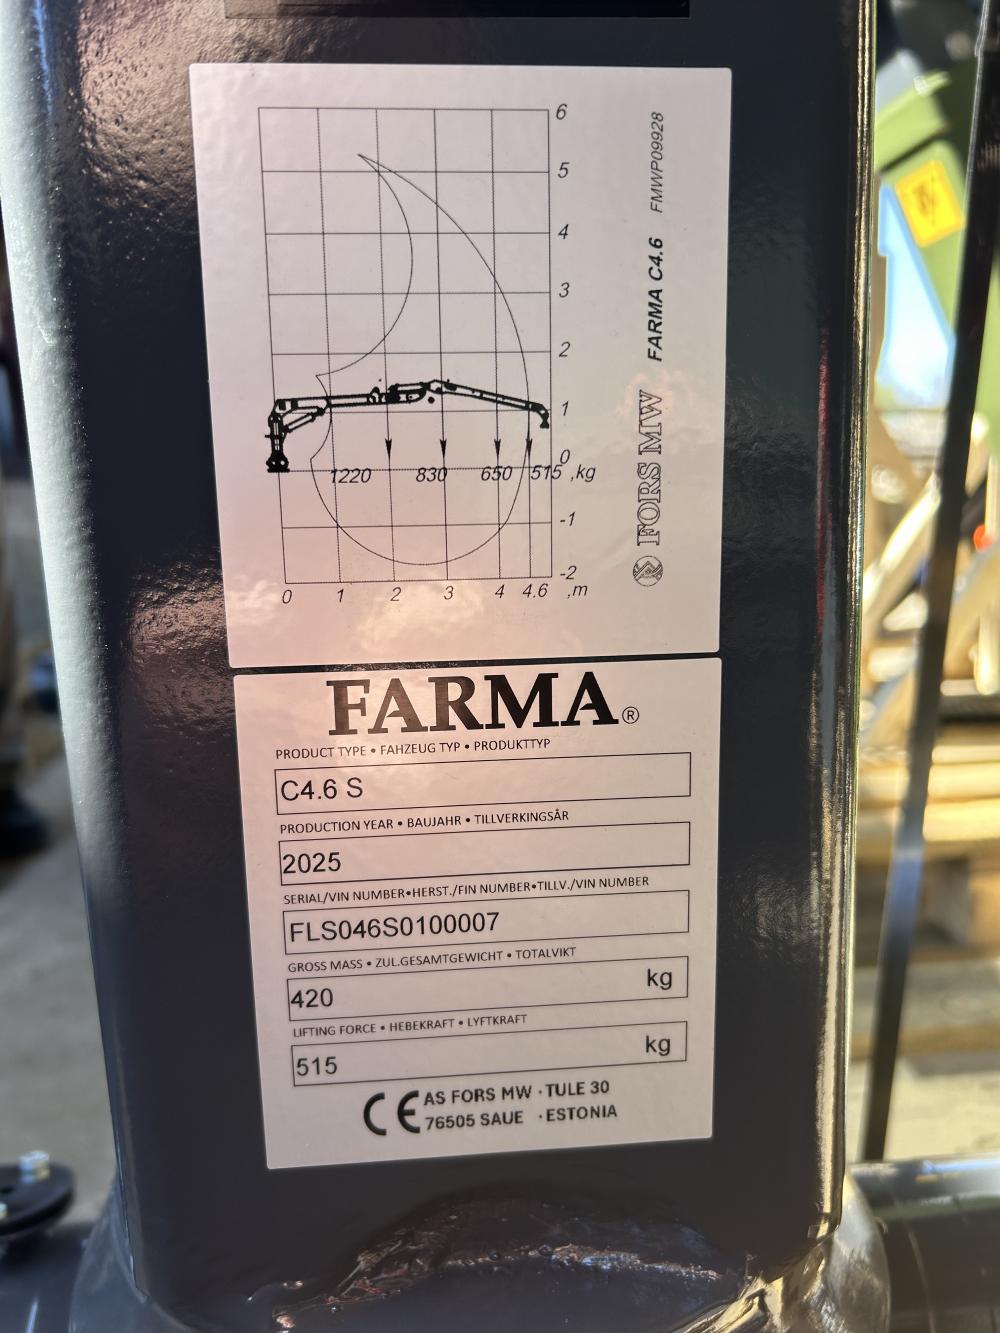 6
5
4
3
2
1
0
1220 830 650 515 ,kg
-1
-2
0 1 2 3 4 4.6 ,m
FORS MW FARMA C4.6 FMWP09928
FARMA®
PRODUCT TYPE • FAHZEUG TYP • PRODUKTTYP
C4.6 S
PRODUCTION YEAR • BAUJAHR • TILLVERKINGSÅR
2025
SERIAL/VIN NUMBER•HERST./FIN NUMBER•TILLV./VIN NUMBER
FLS046S0100007
GROSS MASS • ZUL.GESAMTGEWICHT • TOTALVIKT
420 kg
LIFTING FORCE • HEBEKRAFT • LYFTKRAFT
515 kg
CE AS FORS MW · TULE 30
76505 SAUE · ESTONIA